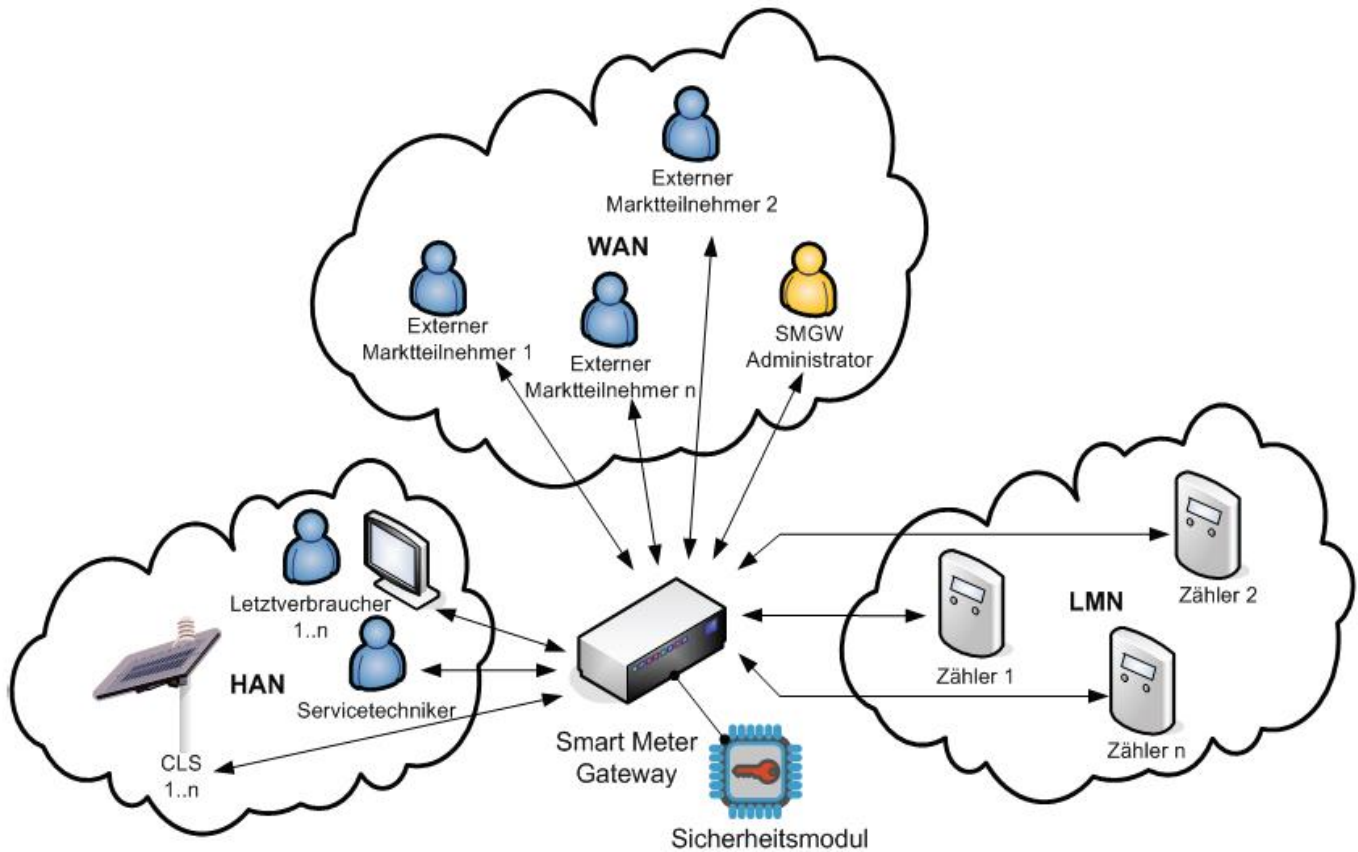 Externer
Marktteilnehmer 2
WAN
Externer
Marktteilnehmer 1
Externer
Marktteilnehmer n
SMGW
Administrator
Letztverbraucher
1..n
HAN
Servicetechniker
CLS
1..n
Smart Meter
Gateway
Sicherheitsmodul
LMN
Zähler 2
Zähler 1
Zähler n